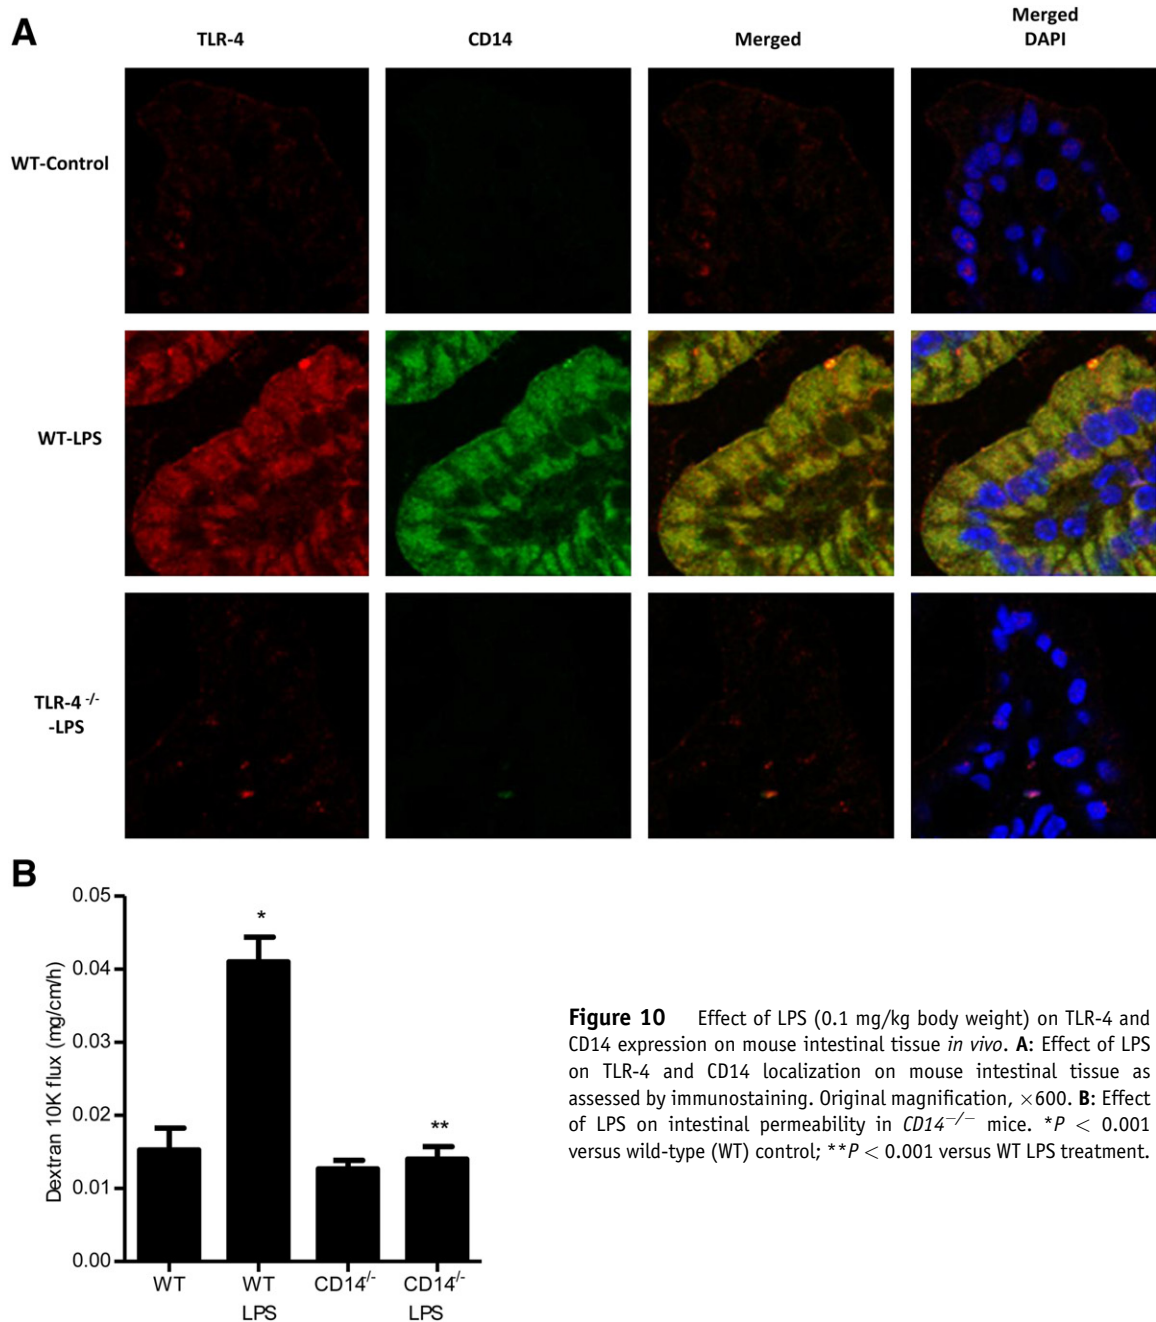 A
TLR-4
CD14
Merged
Merged
DAPI
WT-Control
WT-LPS
TLR-4 -/-
-LPS
B
Dextran 10K flux (mg/cm/h)
0.05
0.04
0.03
0.02
0.01
0.00
*
**
WT
WT
LPS
CD14/-
CD14/-
LPS
Figure 10 Effect of LPS (0.1 mg/kg body weight) on TLR-4 and
CD14 expression on mouse intestinal tissue in vivo. A: Effect of LPS
on TLR-4 and CD14 localization on mouse intestinal tissue as
assessed by immunostaining. Original magnification, ×600. B: Effect
of LPS on intestinal permeability in CD14−/− mice. *P < 0.001
versus wild-type (WT) control; **P < 0.001 versus WT LPS treatment.